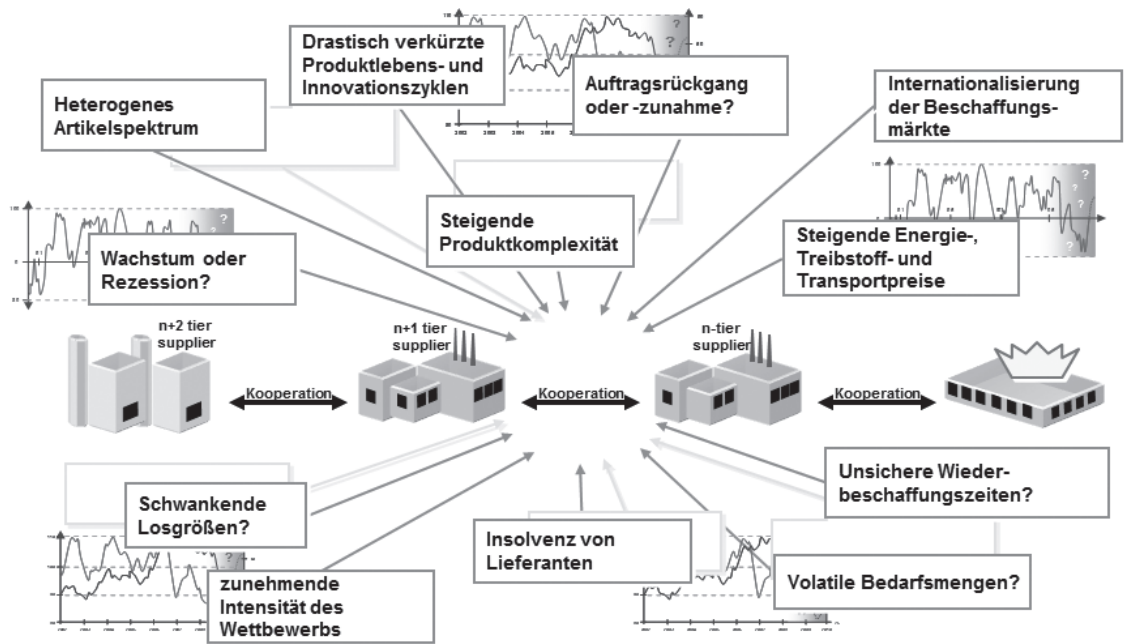 Drastisch verkürzte
Produktlebens- und
Innovationszyklen
Auftragsrückgang
oder -zunahme?
Internationalisierung
der Beschaffungs-
märkte
Heterogenes
Artikelspektrum
Steigende
Produktkomplexität
Steigende Energie-,
Treibstoff- und
Transportpreise
Wachstum oder
Rezession?
n+2 tier
supplier
n+1 tier
supplier
n-tier
supplier
Kooperation
Kooperation
Kooperation
Unsichere Wieder-
beschaffungszeiten?
Schwankende
Losgrößen?
Insolvenz von
Lieferanten
Volatile Bedarfsmengen?
zunehmende
Intensität des
Wettbewerbs